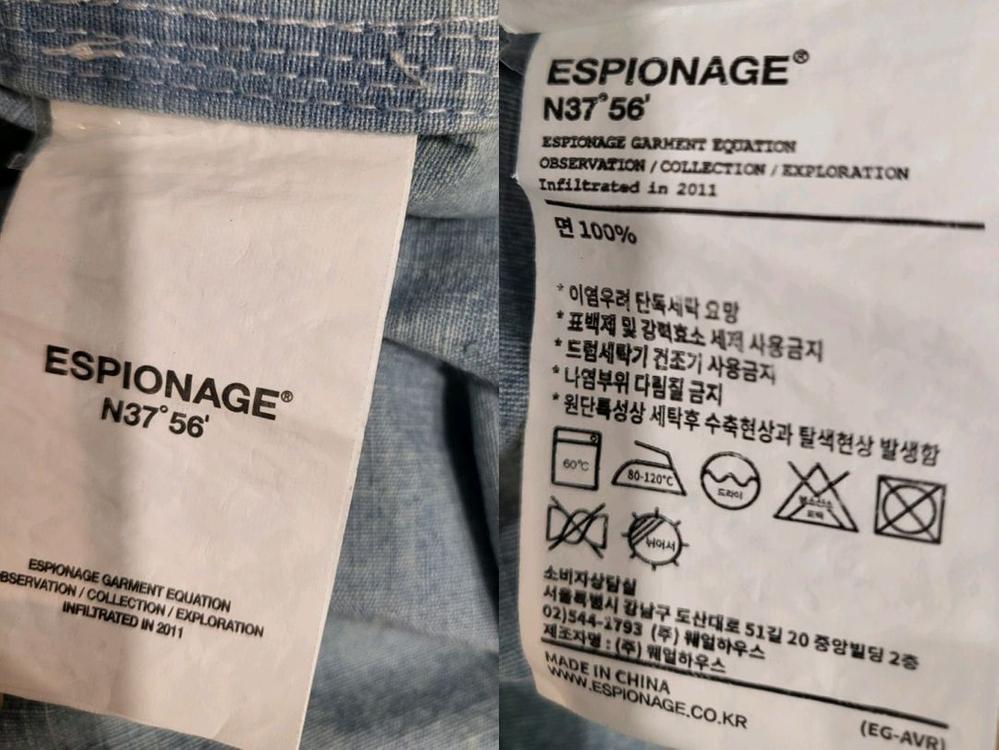 ESPIONAGE®
N37°56'
ESPIONAGE GARMENT EQUATION
OBSERVATION / COLLECTION / EXPLORATION
INFILTRATED IN 2011
ESPIONAGE®
N37°56'
ESPIONAGE GARMENT EQUATION
OBSERVATION / COLLECTION / EXPLORATION
Infiltrated in 2011
면 100%
* 이염우려 단독세탁 요망
* 표백제 및 강력효소 세제 사용금지
* 드럼세탁기 건조기 사용금지
* 나염부위 다림질 금지
* 원단특성상 세탁후 수축현상과 탈색현상 발생함
60℃
80-120℃
드라이
염소산소
표백
뉘어서
소비자상담실
서울특별시 강남구 도산대로 51길 20 중앙빌딩 2층
02)544-1793 (주) 웨얼하우스
제조자명 : (주) 웨얼하우스
MADE IN CHINA
WWW.ESPIONAGE.CO.KR
(EG-AVR)